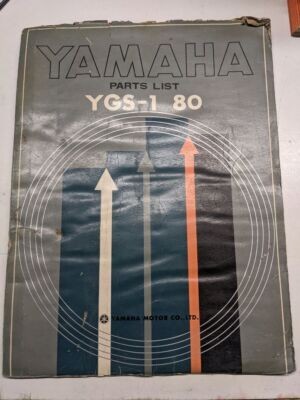 YAMAHA
PARTS LIST
YGS-1 80
YAMAHA MOTOR CO., LTD.